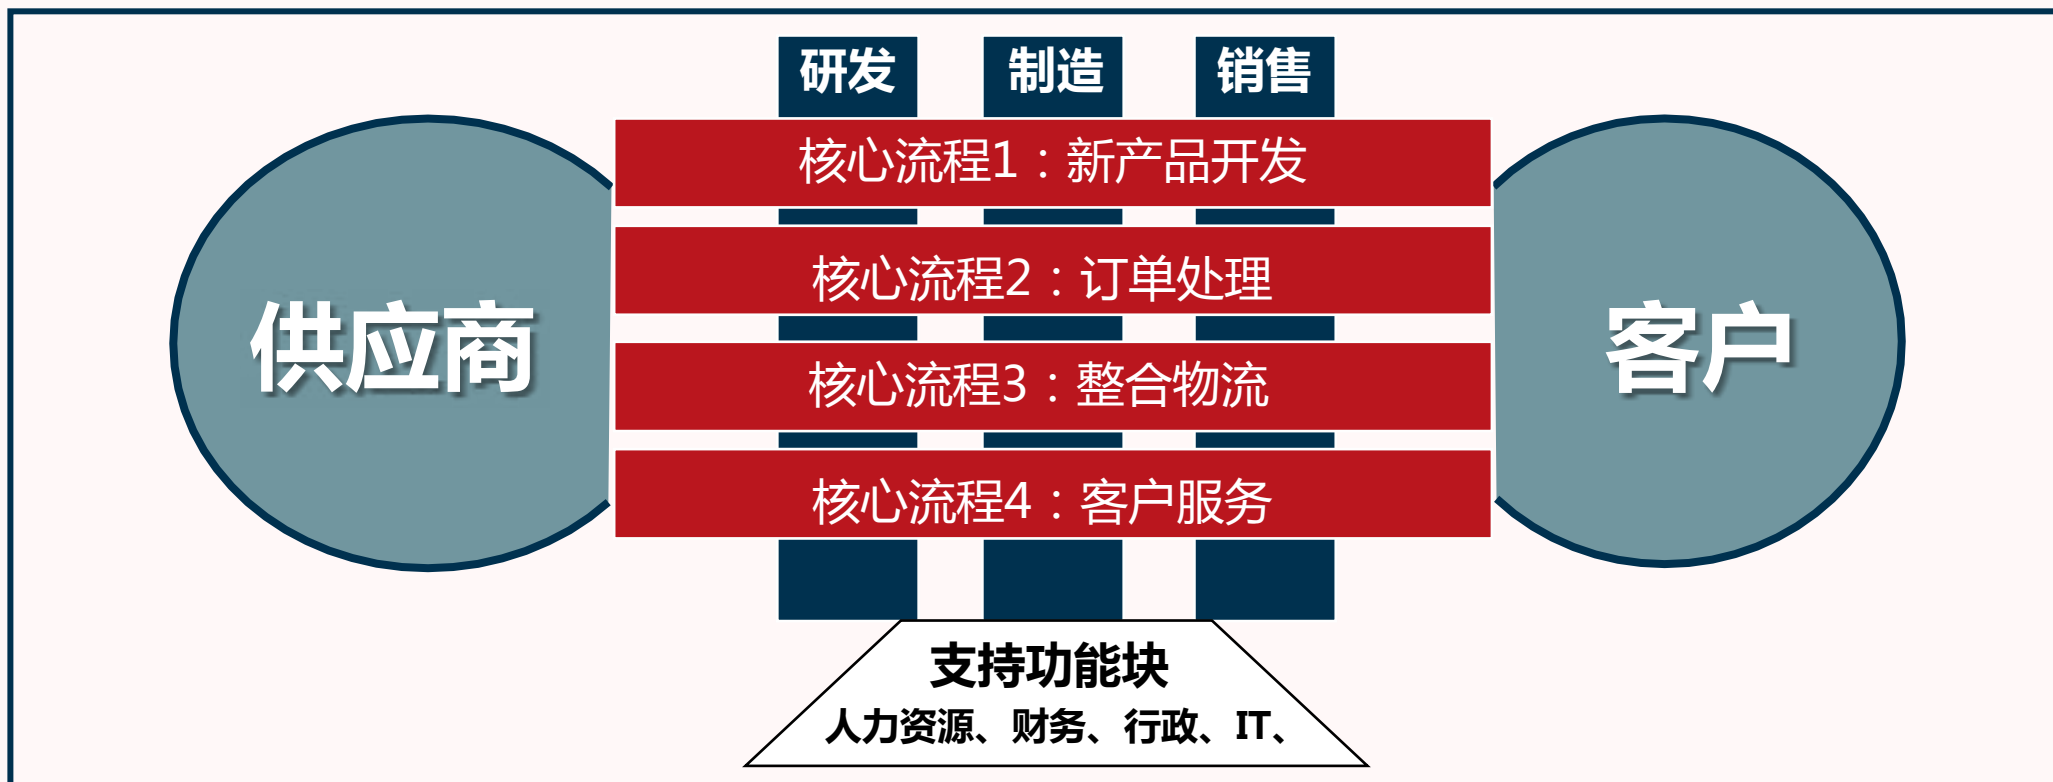 研发 制造 销售
核心流程1：新产品开发
核心流程2：订单处理
供应商
客户
核心流程3：整合物流
核心流程4：客户服务
支持功能块
人力资源、财务、行政、IT、